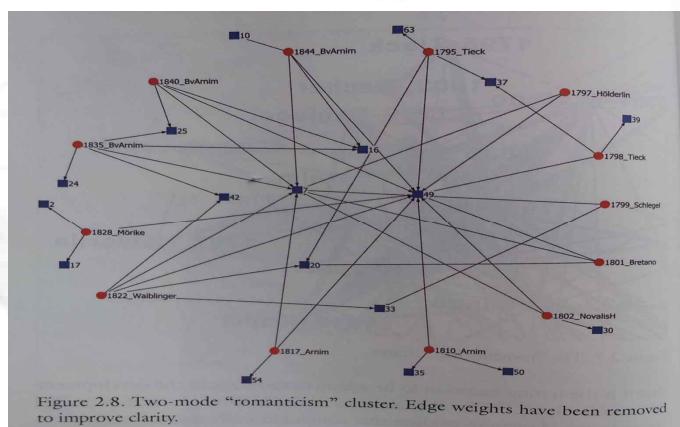 63
10
1844_BvArnim
1795_Tieck
37
1840_BvArnim
1797_Hölderlin
39
25
16
1835_BvArnim
1798_Tieck
24
7
49
42
2
1799_Schlegel
1828_Mörike
17
20
1801_Bretano
1822_Waiblinger
33
1802_NovalisH
30
1817_Arnim
1810_Arnim
54
35
50
Figure 2.8. Two-mode “romanticism” cluster. Edge weights have been removed
to improve clarity.